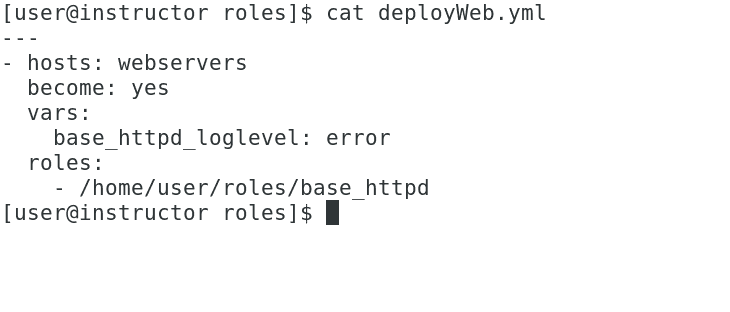 [user@instructor roles]$ cat deployWeb.yml
---
- hosts: webservers
  become: yes
  vars:
    base_httpd_loglevel: error
  roles:
    - /home/user/roles/base_httpd
[user@instructor roles]$